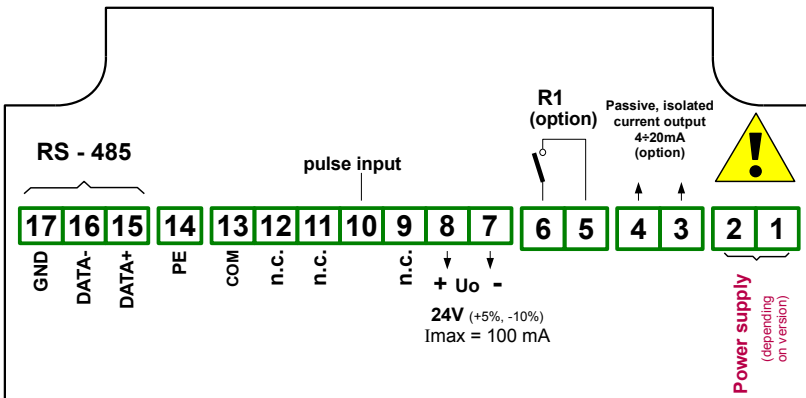 R1
(option)
Passive, isolated
current output
4÷20mA
(option)
RS - 485
pulse input
17 16 15 14 13 12 11 10 9 8 7 6 5 4 3 2 1
GND
DATA-
DATA+
PE
COM
n.c.
n.c.
n.c.
+ Uo -
24V (+5%, -10%)
Imax = 100 mA
Power supply
(depending
on version)
!